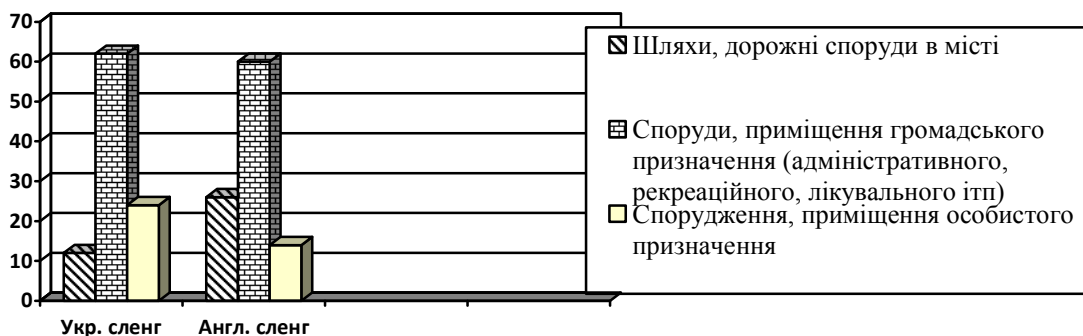 70
60
50
40
30
20
10
0
Укр. сленг
Англ. сленг
Шляхи, дорожні споруди в місті
Споруди, приміщення громадського
призначення (адміністративного,
рекреаційного, лікувального ітп)
Спорудження, приміщення особистого
призначення